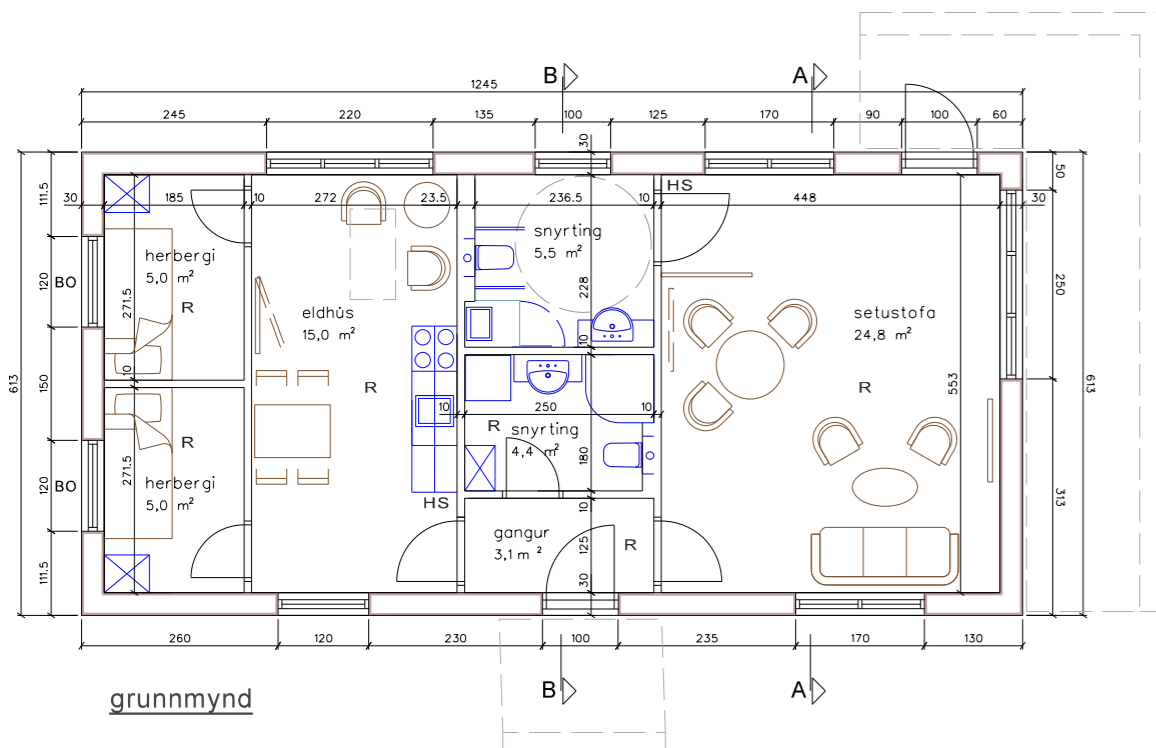 B
A
1245
245
220
135
100
125
170
90
100
60
30
50
111.5
30
185
10
272
23.5
236.5
10
HS
448
30
herbergi
5,0 m²
snyrting
5,5 m²
BO
120
271.5
R
228
250
eldhús
15,0 m²
setustofa
24,8 m²
10
10
613
150
R
R
553
613
10
250
10
R
snyrting
4,4 m²
R
herbergi
5,0 m²
BO
120
271.5
180
HS
10
313
gangur
3,1 m²
125
R
111.5
30
260
120
230
100
235
170
130
B
A
grunnmynd